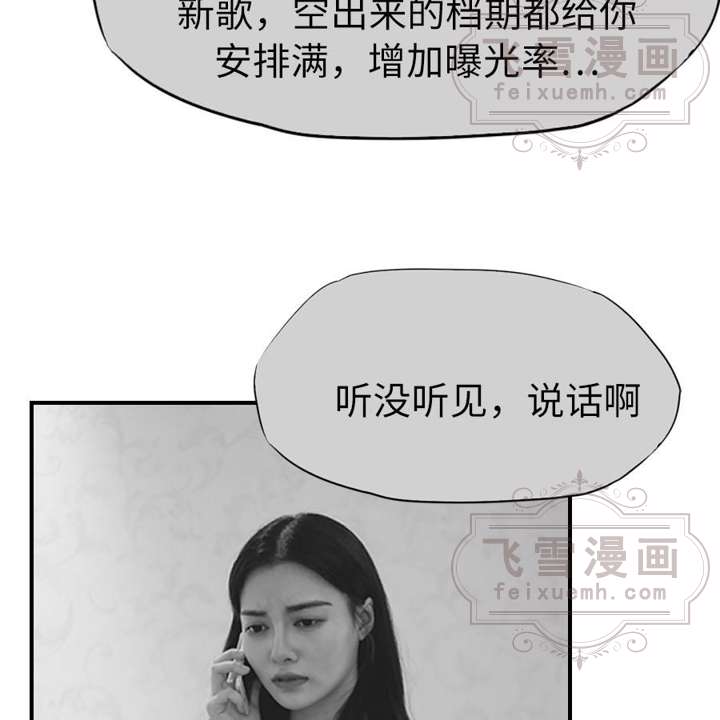 新歌，空出来的档期都给你
安排满，增加曝光率…
飞雪漫画
feixuemh.com
听没听见，说话啊
飞雪漫画
feixuemh.com